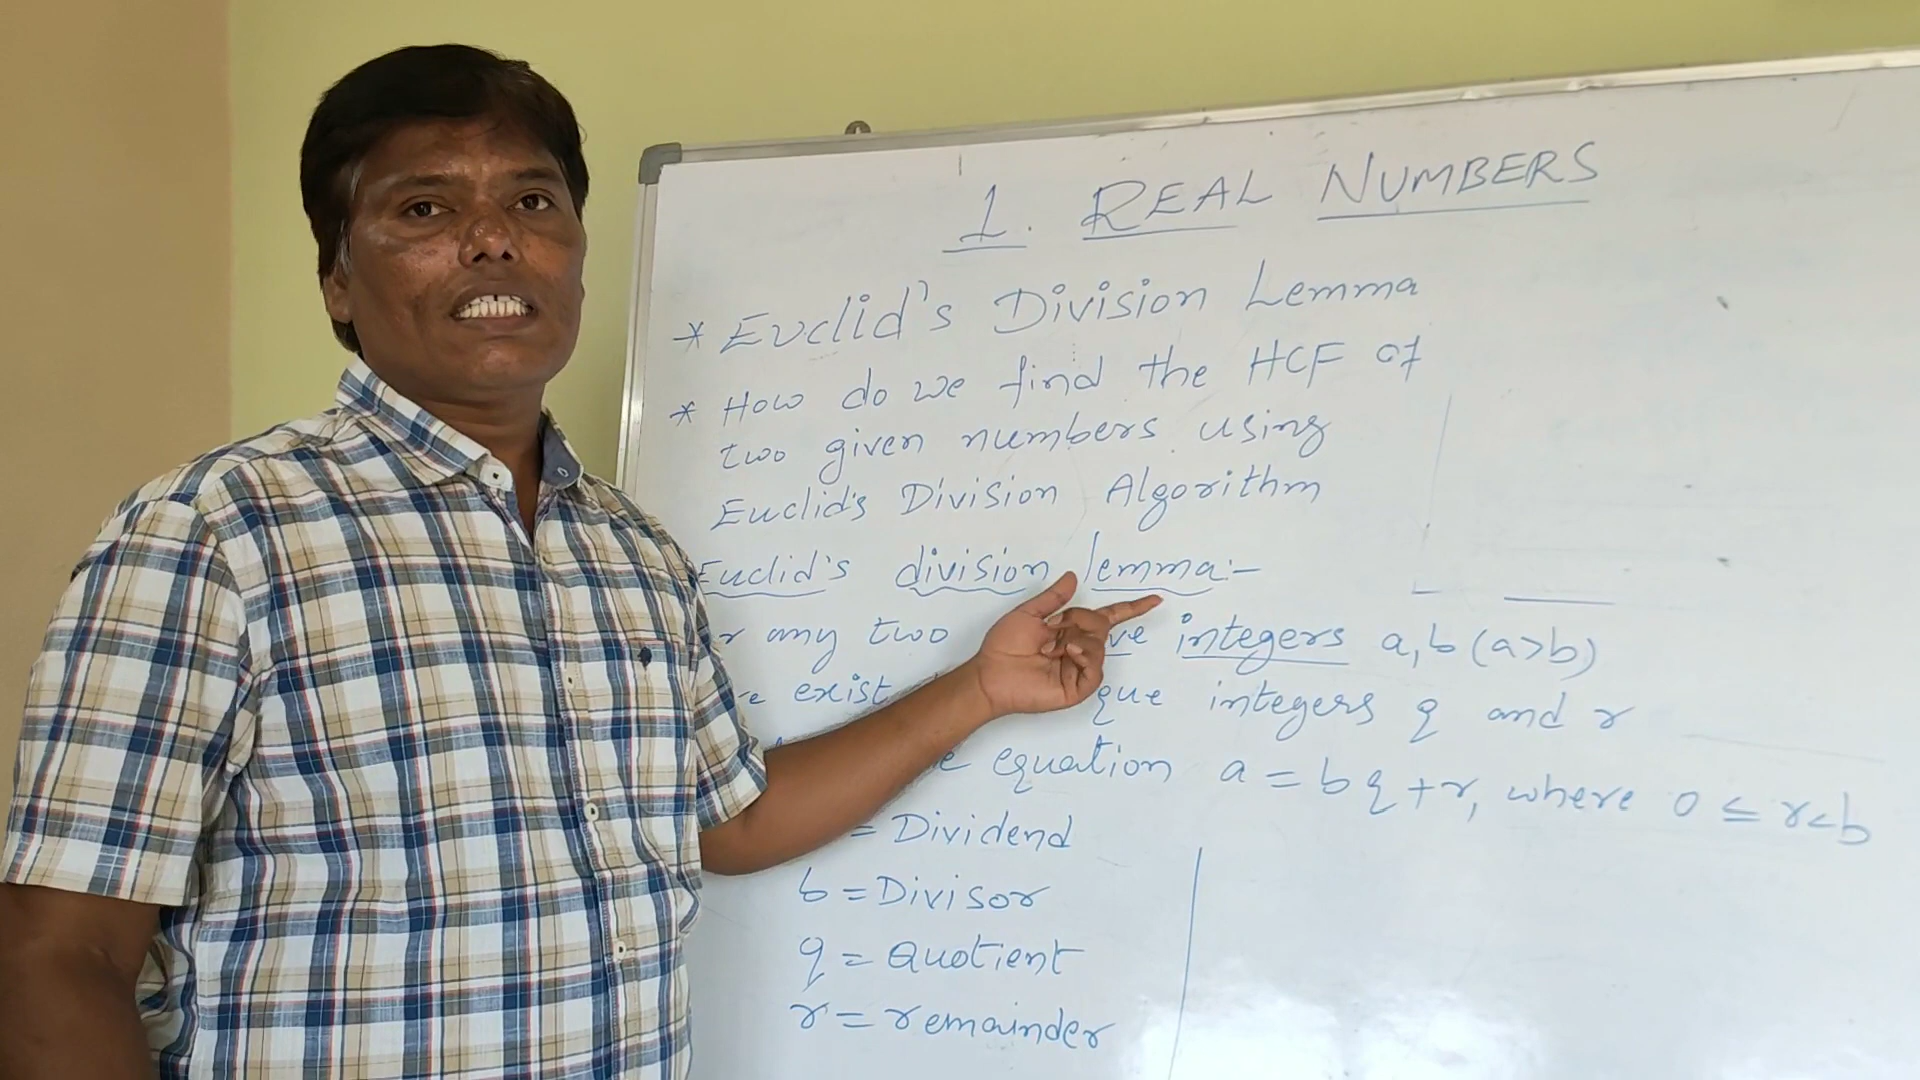 1. REAL NUMBERS
* Euclid's Division Lemma
* How do we find the HCF of
two given numbers using
Euclid's Division Algorithm
Euclid's division lemma:-
any two integers a,b (a>b)
exist integers q and r
equation a = bq+r, where 0 ≤ r<b
= Dividend
b = Divisor
q = Quotient
r = remainder